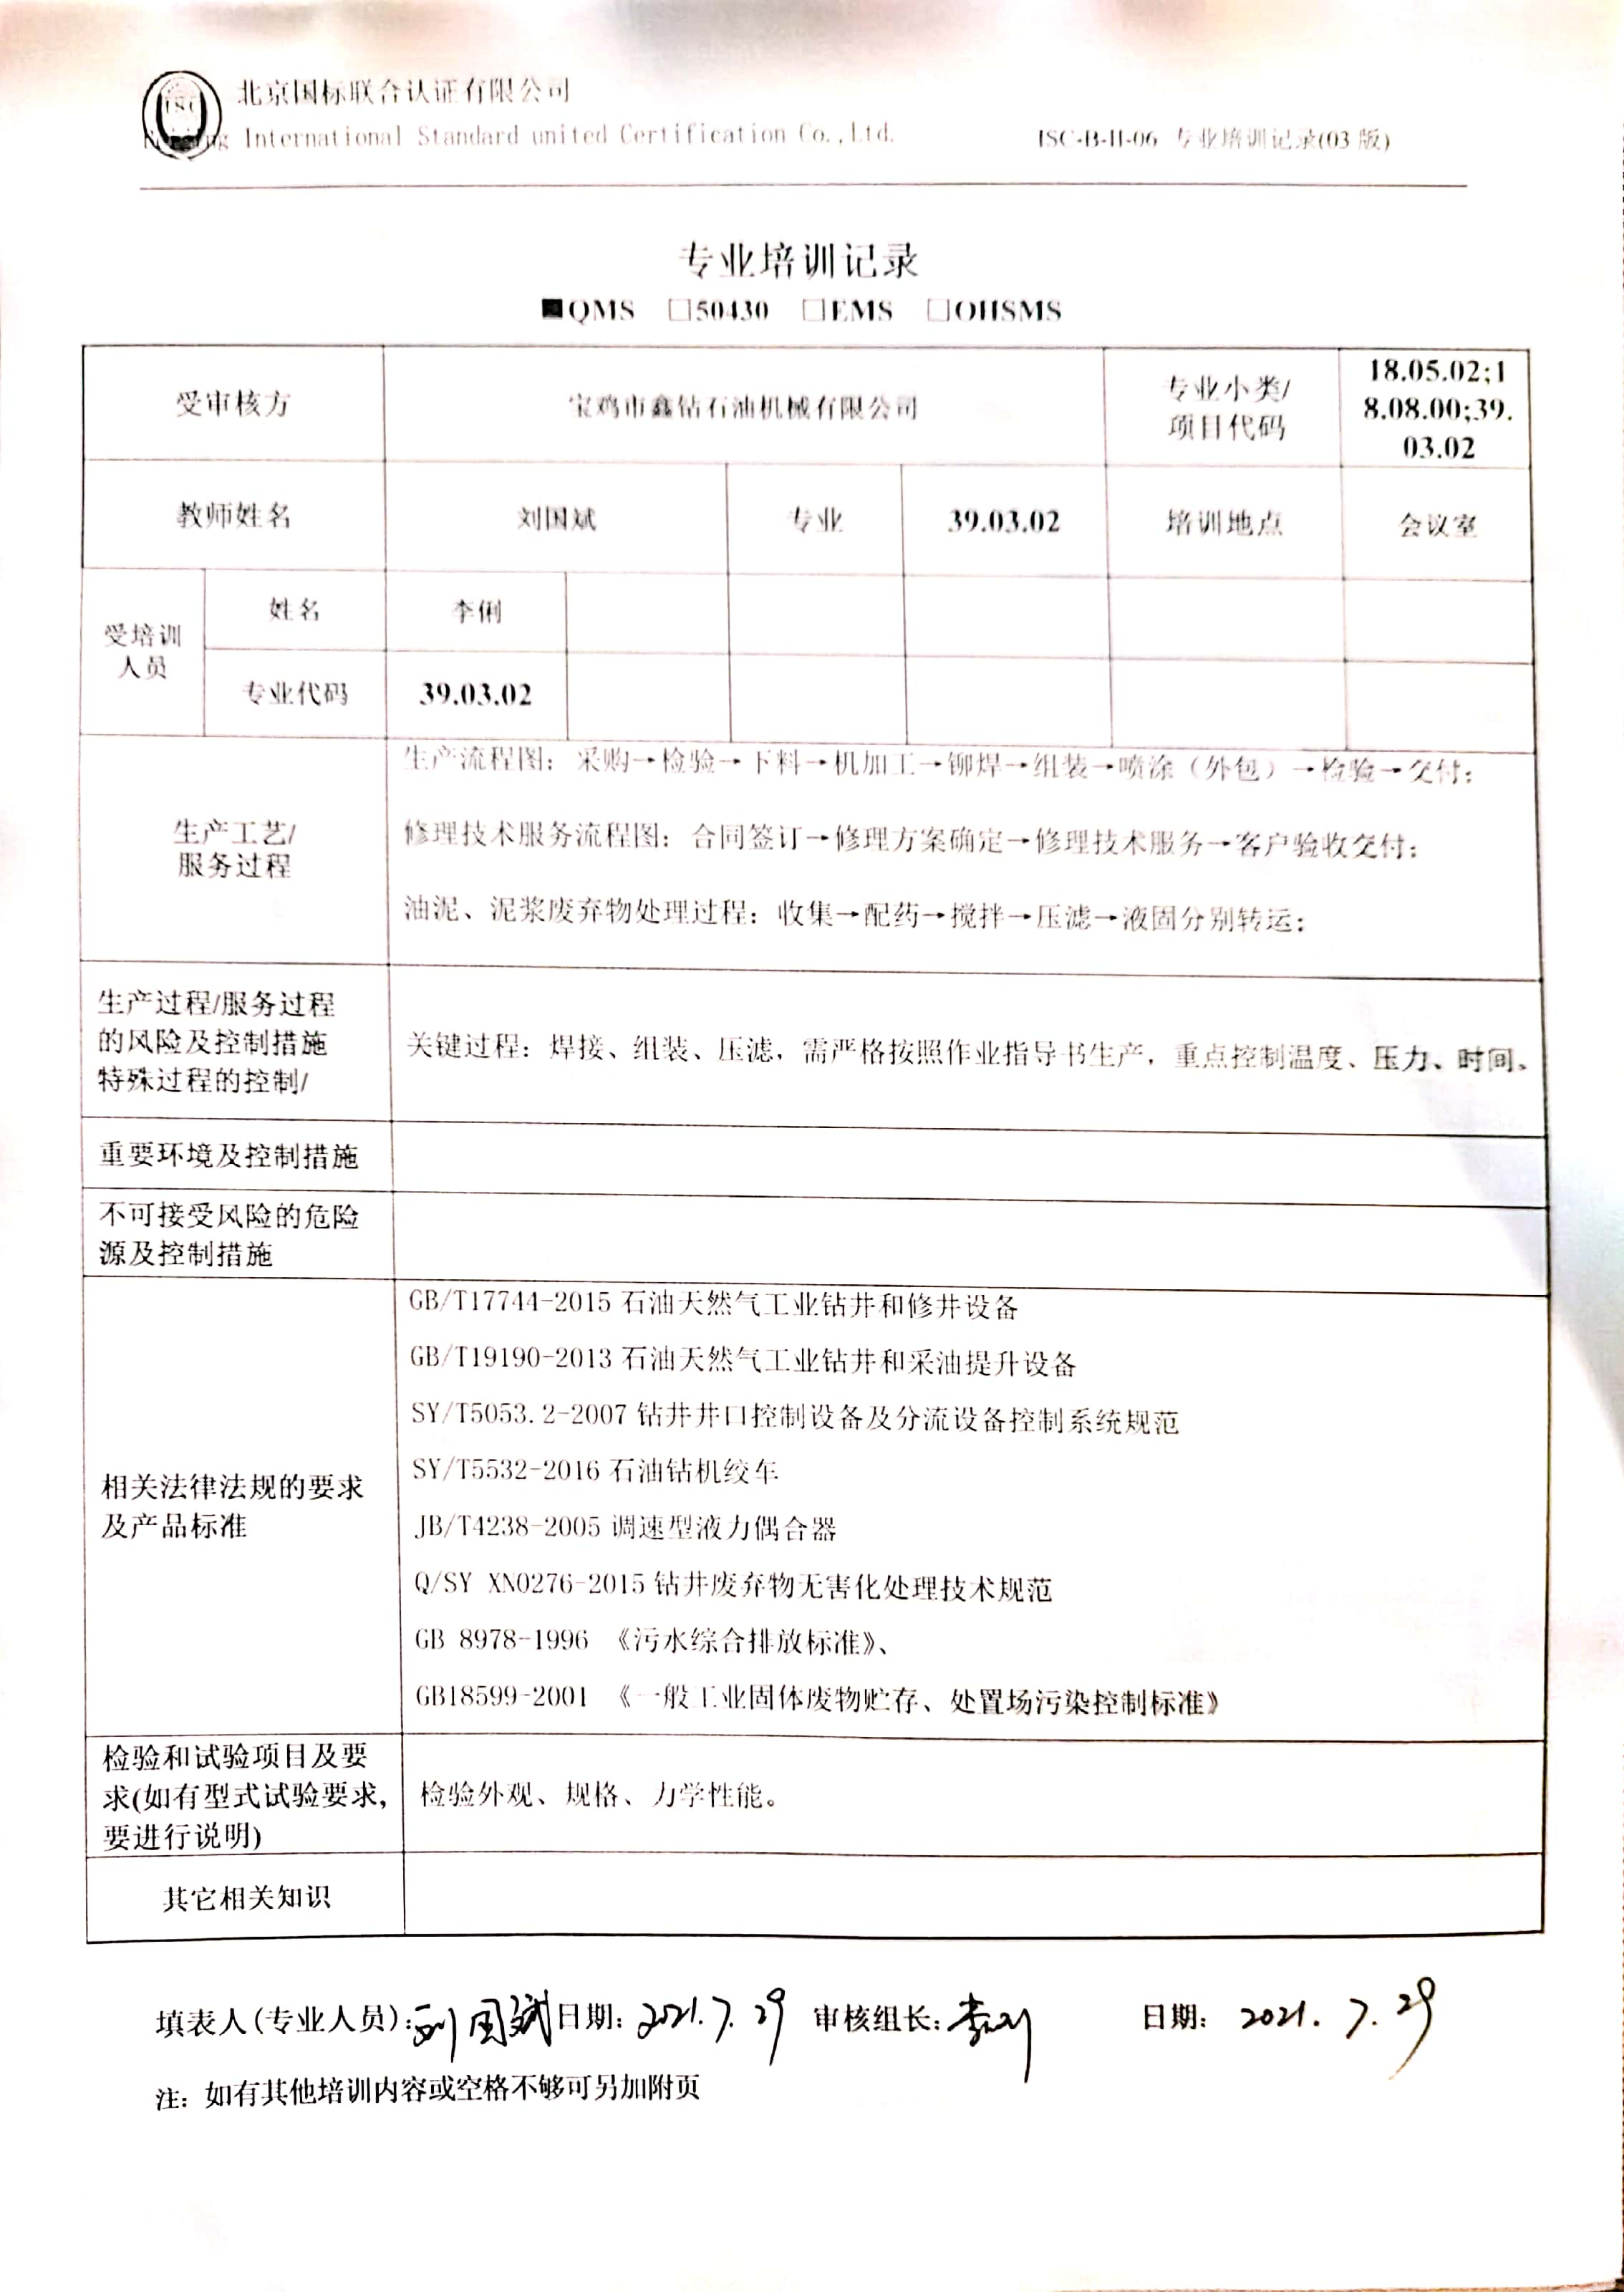 ISC
北京国标联合认证有限公司
International Standard united Certification Co.,Ltd.
ISC-B-II-06 专业培训记录(03 版)
专业培训记录
■QMS □50430 □EMS □OHSMS
受审核方
宝鸡市鑫钻石油机械有限公司
专业小类/
项目代码
18.05.02;1
8.08.00;39.
03.02
教师姓名
刘国斌
专业
39.03.02
培训地点
会议室
受培训
人员
姓名
李俐
专业代码
39.03.02
生产工艺/
服务过程
生产流程图：采购→检验→下料→机加工→铆焊→组装→喷涂（外包）→检验→交付；
修理技术服务流程图：合同签订→修理方案确定→修理技术服务→客户验收交付；
油泥、泥浆废弃物处理过程：收集→配药→搅拌→压滤→液固分别转运；
生产过程/服务过程
的风险及控制措施
特殊过程的控制/
关键过程：焊接、组装、压滤，需严格按照作业指导书生产，重点控制温度、压力、时间、
重要环境及控制措施
不可接受风险的危险
源及控制措施
相关法律法规的要求
及产品标准
GB/T17744-2015 石油天然气工业钻井和修井设备
GB/T19190-2013 石油天然气工业钻井和采油提升设备
SY/T5053.2-2007 钻井井口控制设备及分流设备控制系统规范
SY/T5532-2016 石油钻机绞车
JB/T4238-2005 调速型液力偶合器
Q/SY XN0276-2015 钻井废弃物无害化处理技术规范
GB 8978-1996 《污水综合排放标准》、
GB18599-2001 《一般工业固体废物贮存、处置场污染控制标准》
检验和试验项目及要
求(如有型式试验要求,
要进行说明)
检验外观、规格、力学性能。
其它相关知识
填表人(专业人员)：刘国斌 日期：2021.7.29 审核组长：李俐 日期：2021.7.29
注：如有其他培训内容或空格不够可另加附页